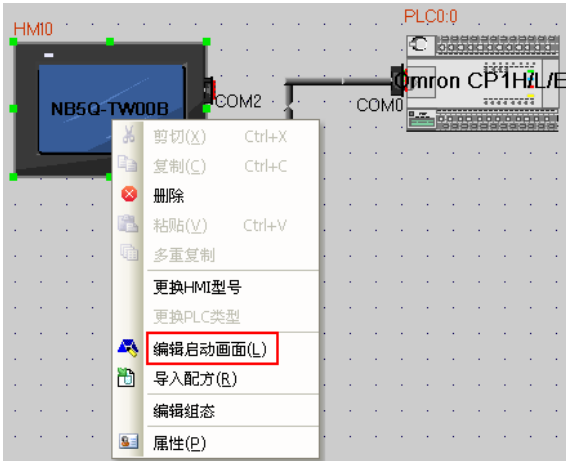 HMI0
PLC0:0
NB5Q-TW00B
COM2
COM0
Omron CP1H/L/E
剪切(X) Ctrl+X
复制(C) Ctrl+C
删除
粘贴(V) Ctrl+V
多重复制
更换HMI型号
更换PLC类型
编辑启动画面(L)
导入配方(R)
编辑组态
属性(P)